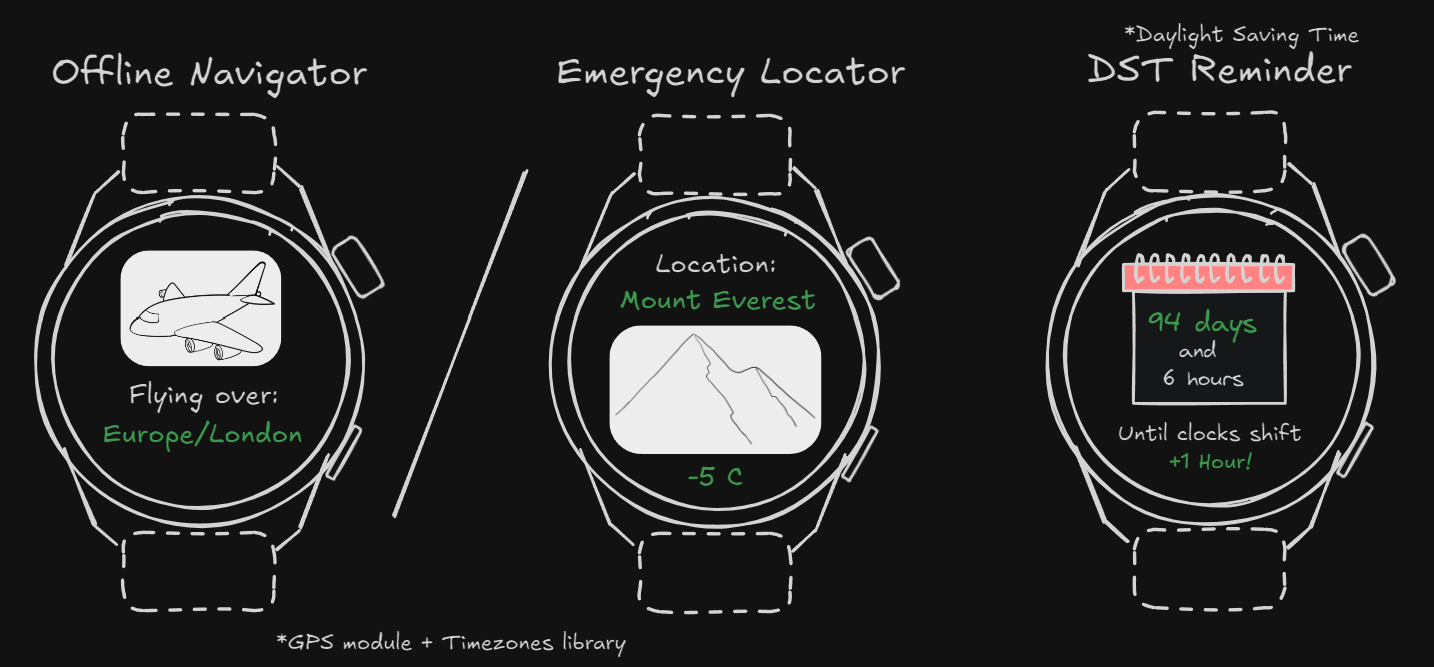 Offline Navigator
Flying over:
Europe/London
Emergency Locator
Location:
Mount Everest
-5 C
*GPS module + Timezones library
*Daylight Saving Time
DST Reminder
94 days
and
6 hours
Until clocks shift
+1 Hour!